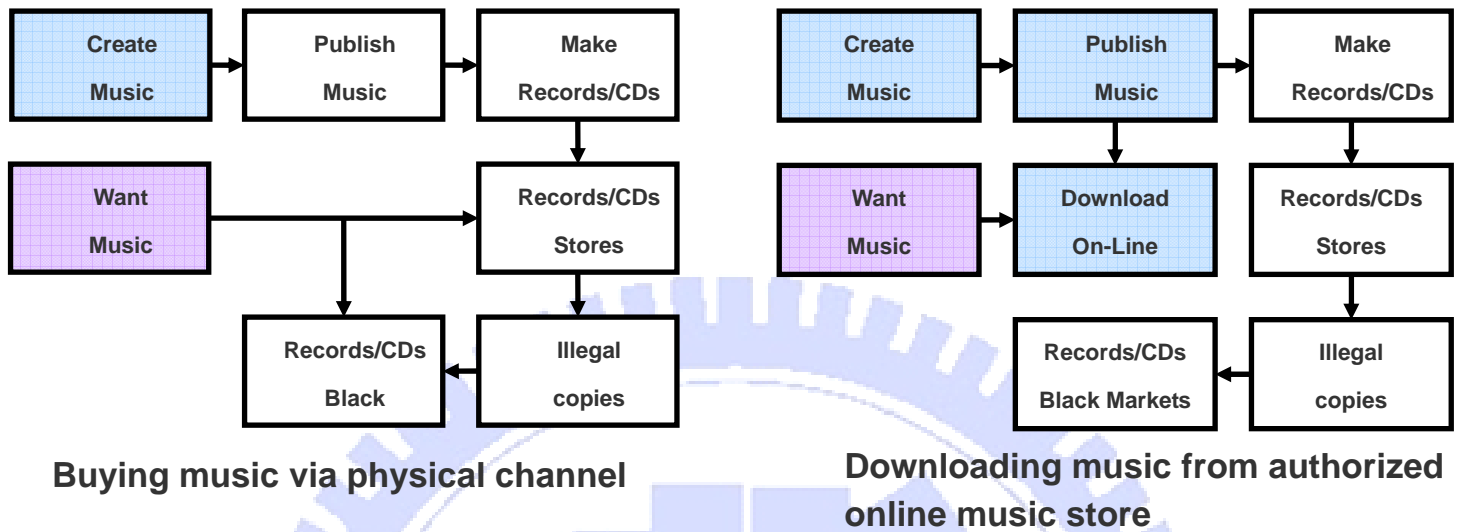 Create
Music
Publish
Music
Make
Records/CDs
Want
Music
Records/CDs
Stores
Records/CDs
Black
Illegal
copies
Buying music via physical channel
Create
Music
Publish
Music
Make
Records/CDs
Want
Music
Download
On-Line
Records/CDs
Stores
Records/CDs
Black Markets
Illegal
copies
Downloading music from authorized
online music store